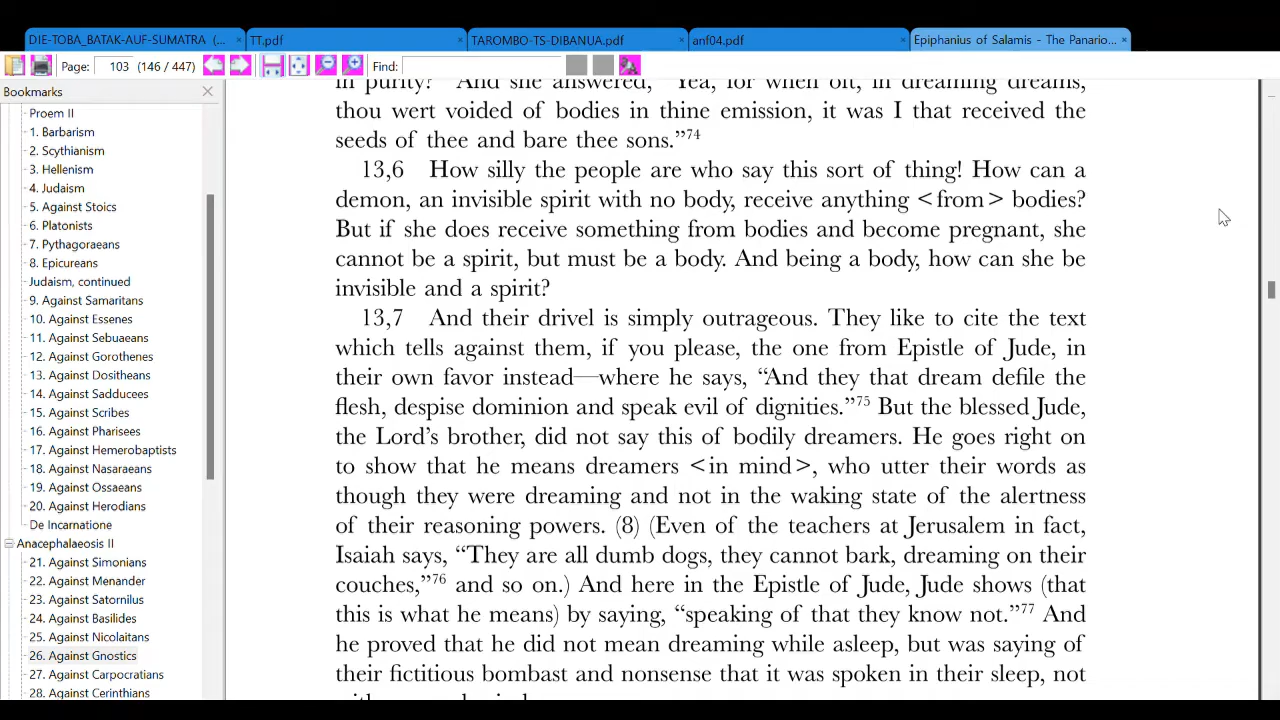 DIE-TOBA_BATAK-AUF-SUMATRA (... × TT.pdf × TAROMBO-TS-DIBANUA.pdf × anf04.pdf × Epiphanius of Salamis - The Panario... ×
Page: 103 (146 / 447) Find:
Bookmarks
Proem II
1. Barbarism
2. Scythianism
3. Hellenism
4. Judaism
5. Against Stoics
6. Platonists
7. Pythagoraeans
8. Epicureans
Judaism, continued
9. Against Samaritans
10. Against Essenes
11. Against Sebuaeans
12. Against Gorothenes
13. Against Dositheans
14. Against Sadducees
15. Against Scribes
16. Against Pharisees
17. Against Hemerobaptists
18. Against Nasaraeans
19. Against Ossaeans
20. Against Herodians
De Incarnatione
Anacephalaeosis II
21. Against Simonians
22. Against Menander
23. Against Satornilus
24. Against Basilides
25. Against Nicolaitans
26. Against Gnostics
27. Against Carpocratians
28. Against Cerinthians
in purity?” And she answered, “Yea, for when oft, in dreaming dreams,
thou wert voided of bodies in thine emission, it was I that received the
seeds of thee and bare thee sons.”74
13,6 How silly the people are who say this sort of thing! How can a
demon, an invisible spirit with no body, receive anything <from> bodies?
But if she does receive something from bodies and become pregnant, she
cannot be a spirit, but must be a body. And being a body, how can she be
invisible and a spirit?
13,7 And their drivel is simply outrageous. They like to cite the text
which tells against them, if you please, the one from Epistle of Jude, in
their own favor instead—where he says, “And they that dream defile the
flesh, despise dominion and speak evil of dignities.”75 But the blessed Jude,
the Lord’s brother, did not say this of bodily dreamers. He goes right on
to show that he means dreamers <in mind>, who utter their words as
though they were dreaming and not in the waking state of the alertness
of their reasoning powers. (8) (Even of the teachers at Jerusalem in fact,
Isaiah says, “They are all dumb dogs, they cannot bark, dreaming on their
couches,”76 and so on.) And here in the Epistle of Jude, Jude shows (that
this is what he means) by saying, “speaking of that they know not.”77 And
he proved that he did not mean dreaming while asleep, but was saying of
their fictitious bombast and nonsense that it was spoken in their sleep, not